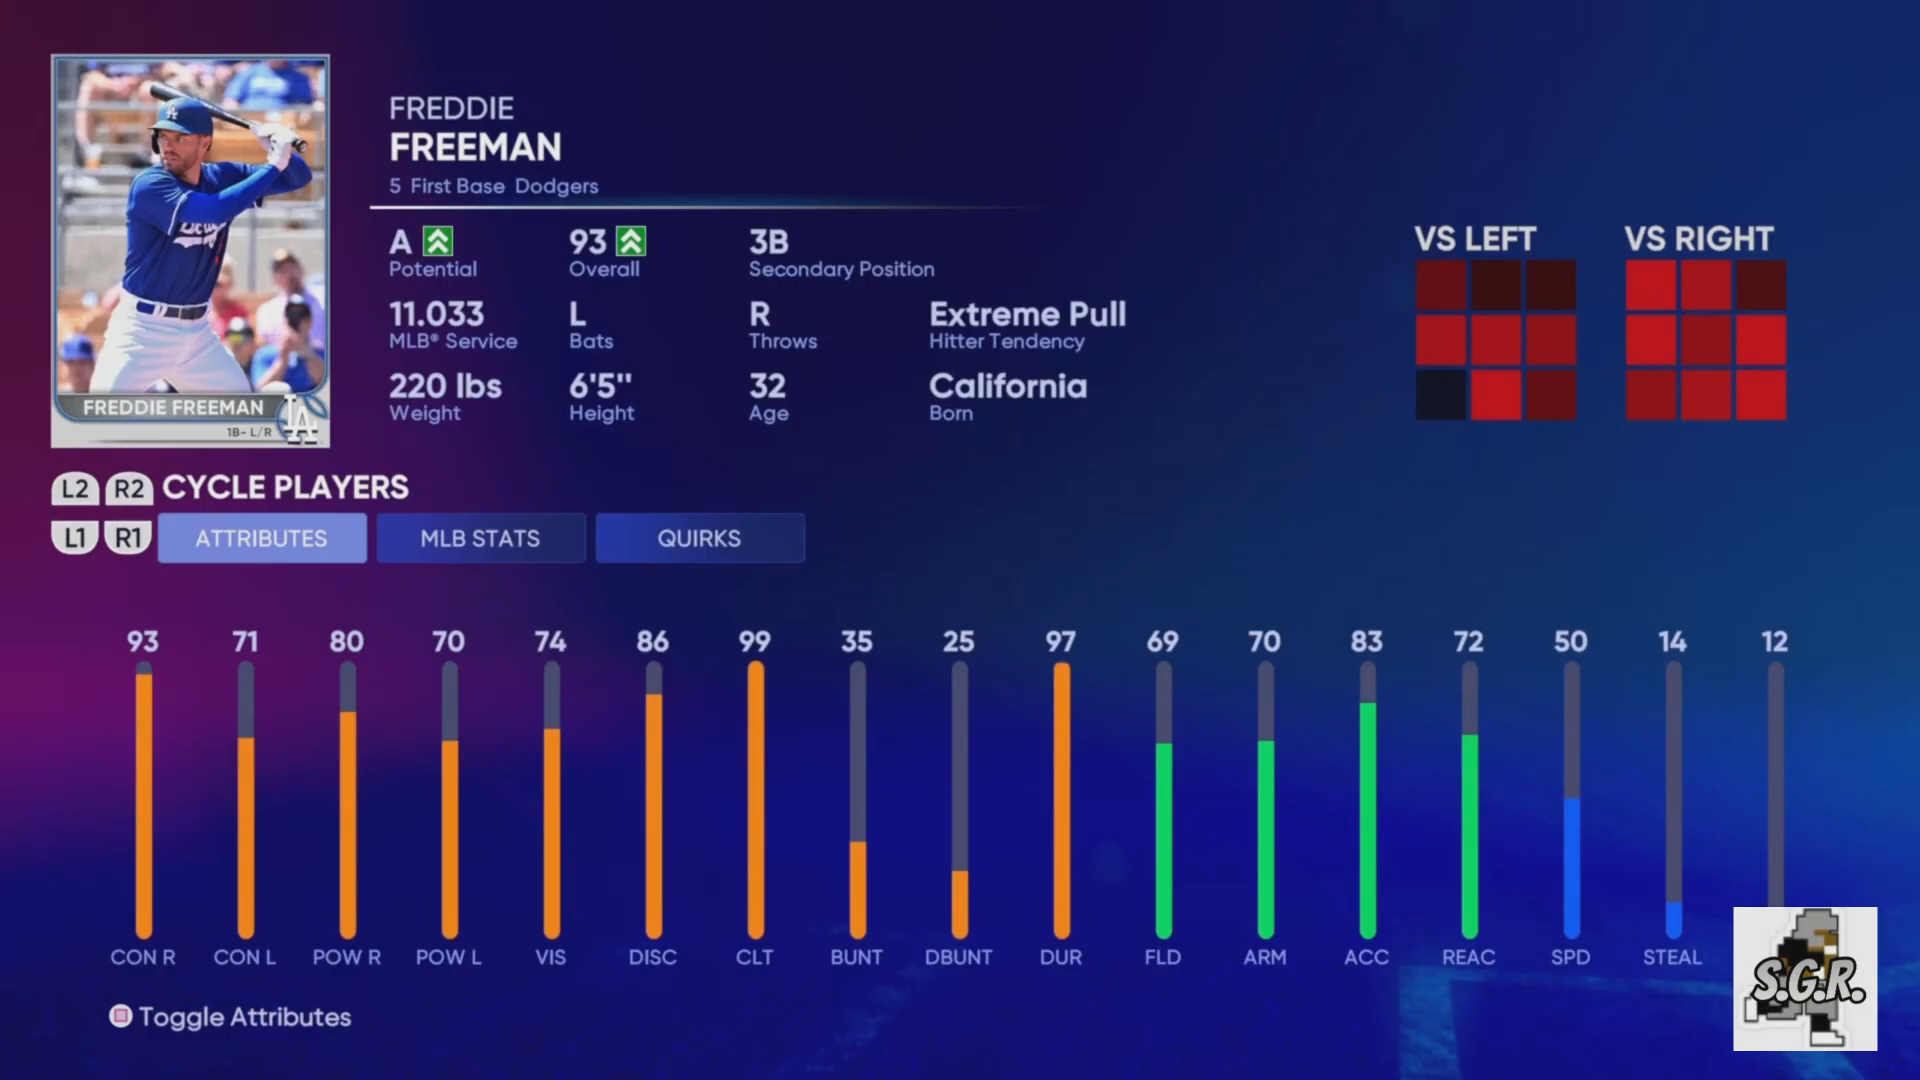 FREDDIE
FREEMAN
5 First Base Dodgers
A
Potential
93
Overall
3B
Secondary Position
11.033
MLB® Service
L
Bats
R
Throws
Extreme Pull
Hitter Tendency
220 lbs
Weight
6'5"
Height
32
Age
California
Born
VS LEFT
VS RIGHT
LA
Dod
FREDDIE FREEMAN
1B- L/R
LA
L2 R2 CYCLE PLAYERS
L1 R1 ATTRIBUTES MLB STATS QUIRKS
93 71 80 70 74 86 99 35 25 97 69 70 83 72 50 14 12
CON R CON L POW R POW L VIS DISC CLT BUNT DBUNT DUR FLD ARM ACC REAC SPD STEAL
Toggle Attributes
S.G.R.